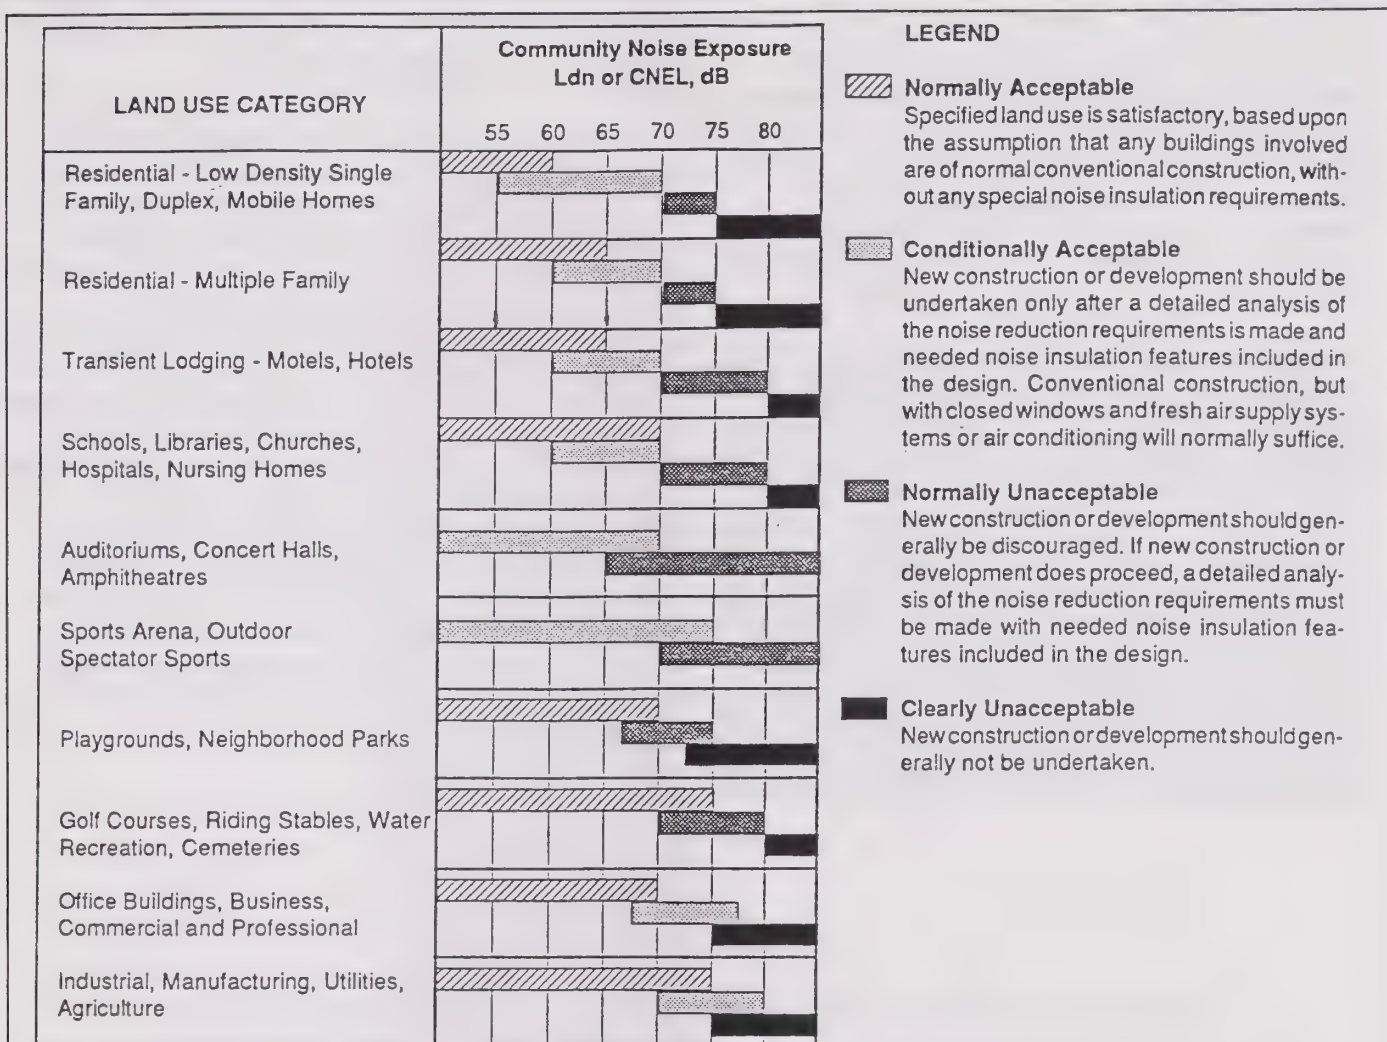 LAND USE CATEGORY
Community Noise Exposure
Ldn or CNEL, dB
55 60 65 70 75 80
Residential - Low Density Single
Family, Duplex, Mobile Homes
Residential - Multiple Family
Transient Lodging - Motels, Hotels
Schools, Libraries, Churches,
Hospitals, Nursing Homes
Auditoriums, Concert Halls,
Amphitheatres
Sports Arena, Outdoor
Spectator Sports
Playgrounds, Neighborhood Parks
Golf Courses, Riding Stables, Water
Recreation, Cemeteries
Office Buildings, Business,
Commercial and Professional
Industrial, Manufacturing, Utilities,
Agriculture
LEGEND
Normally Acceptable
Specified land use is satisfactory, based upon
the assumption that any buildings involved
are of normal conventional construction, with-
out any special noise insulation requirements.
Conditionally Acceptable
New construction or development should be
undertaken only after a detailed analysis of
the noise reduction requirements is made and
needed noise insulation features included in
the design. Conventional construction, but
with closed windows and fresh air supply sys-
tems or air conditioning will normally suffice.
Normally Unacceptable
New construction or development should gen-
erally be discouraged. If new construction or
development does proceed, a detailed analy-
sis of the noise reduction requirements must
be made with needed noise insulation fea-
tures included in the design.
Clearly Unacceptable
New construction or development should gen-
erally not be undertaken.